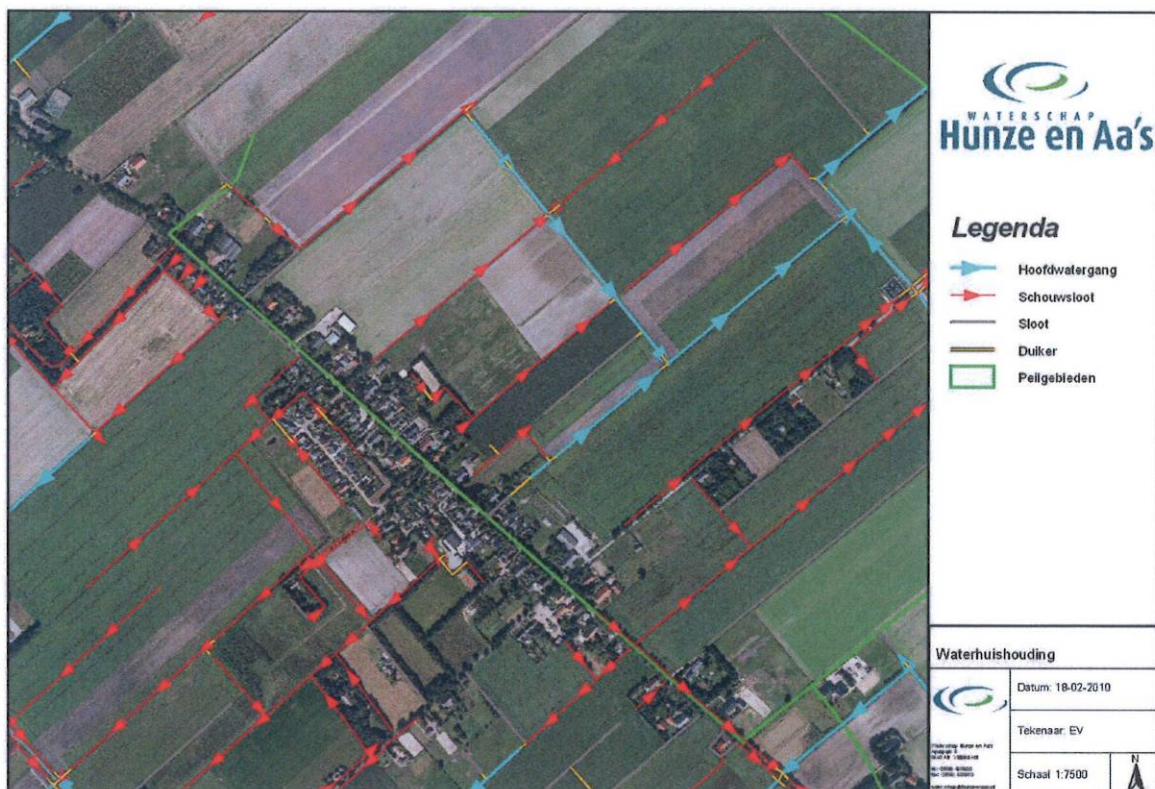 WATERSCHAP
Hunze en Aa's
Legenda
Hoofdwatergang
Schouwsloot
Sloot
Duiker
Peilgebieden
Waterhuishouding
Datum: 18-02-2010
Tekenaar: EV
Schaal 1:7500
N